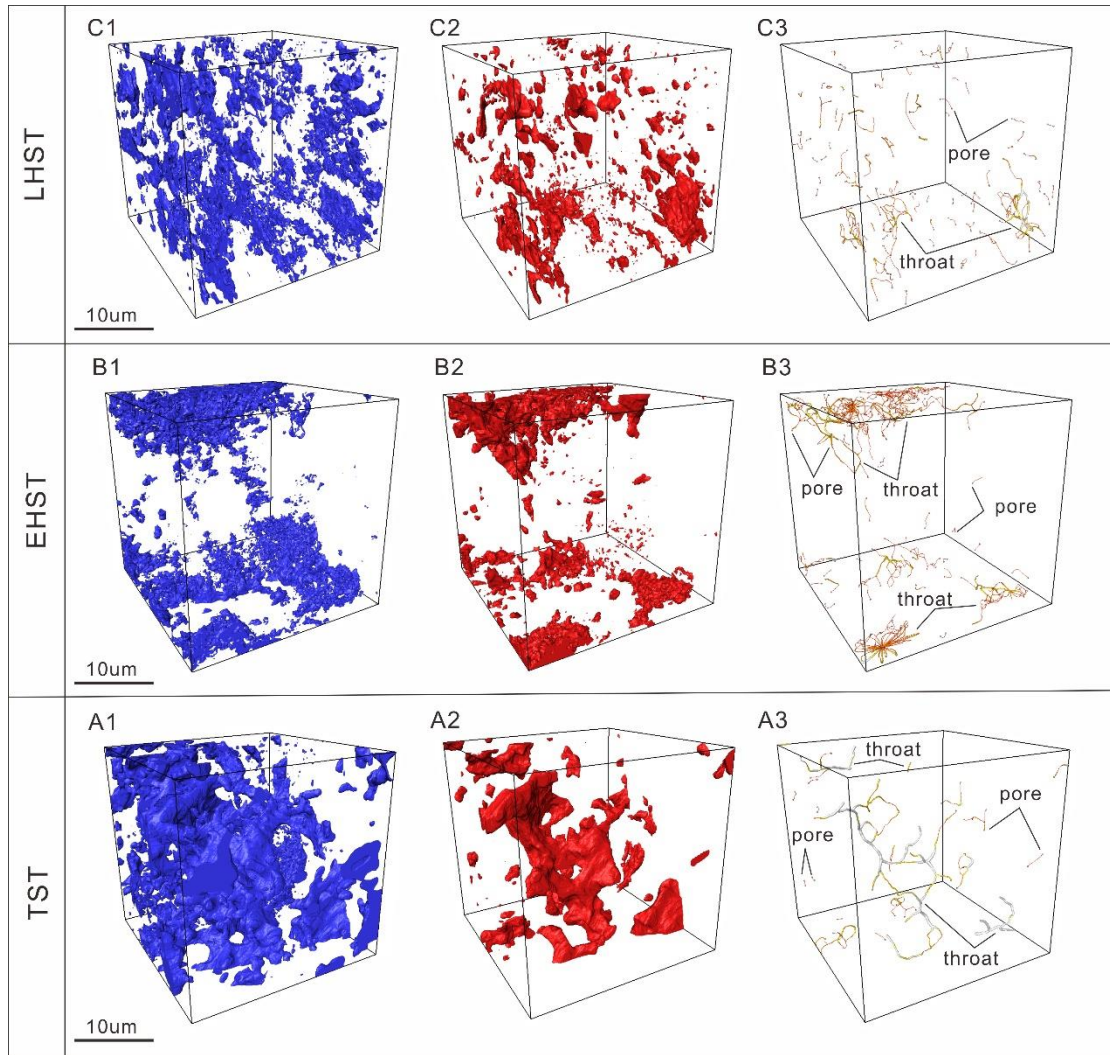 LHST
C1
C2
C3
pore
throat
10um
EHST
B1
B2
B3
pore
throat
pore
throat
10um
TST
A1
A2
A3
throat
pore
pore
throat
10um